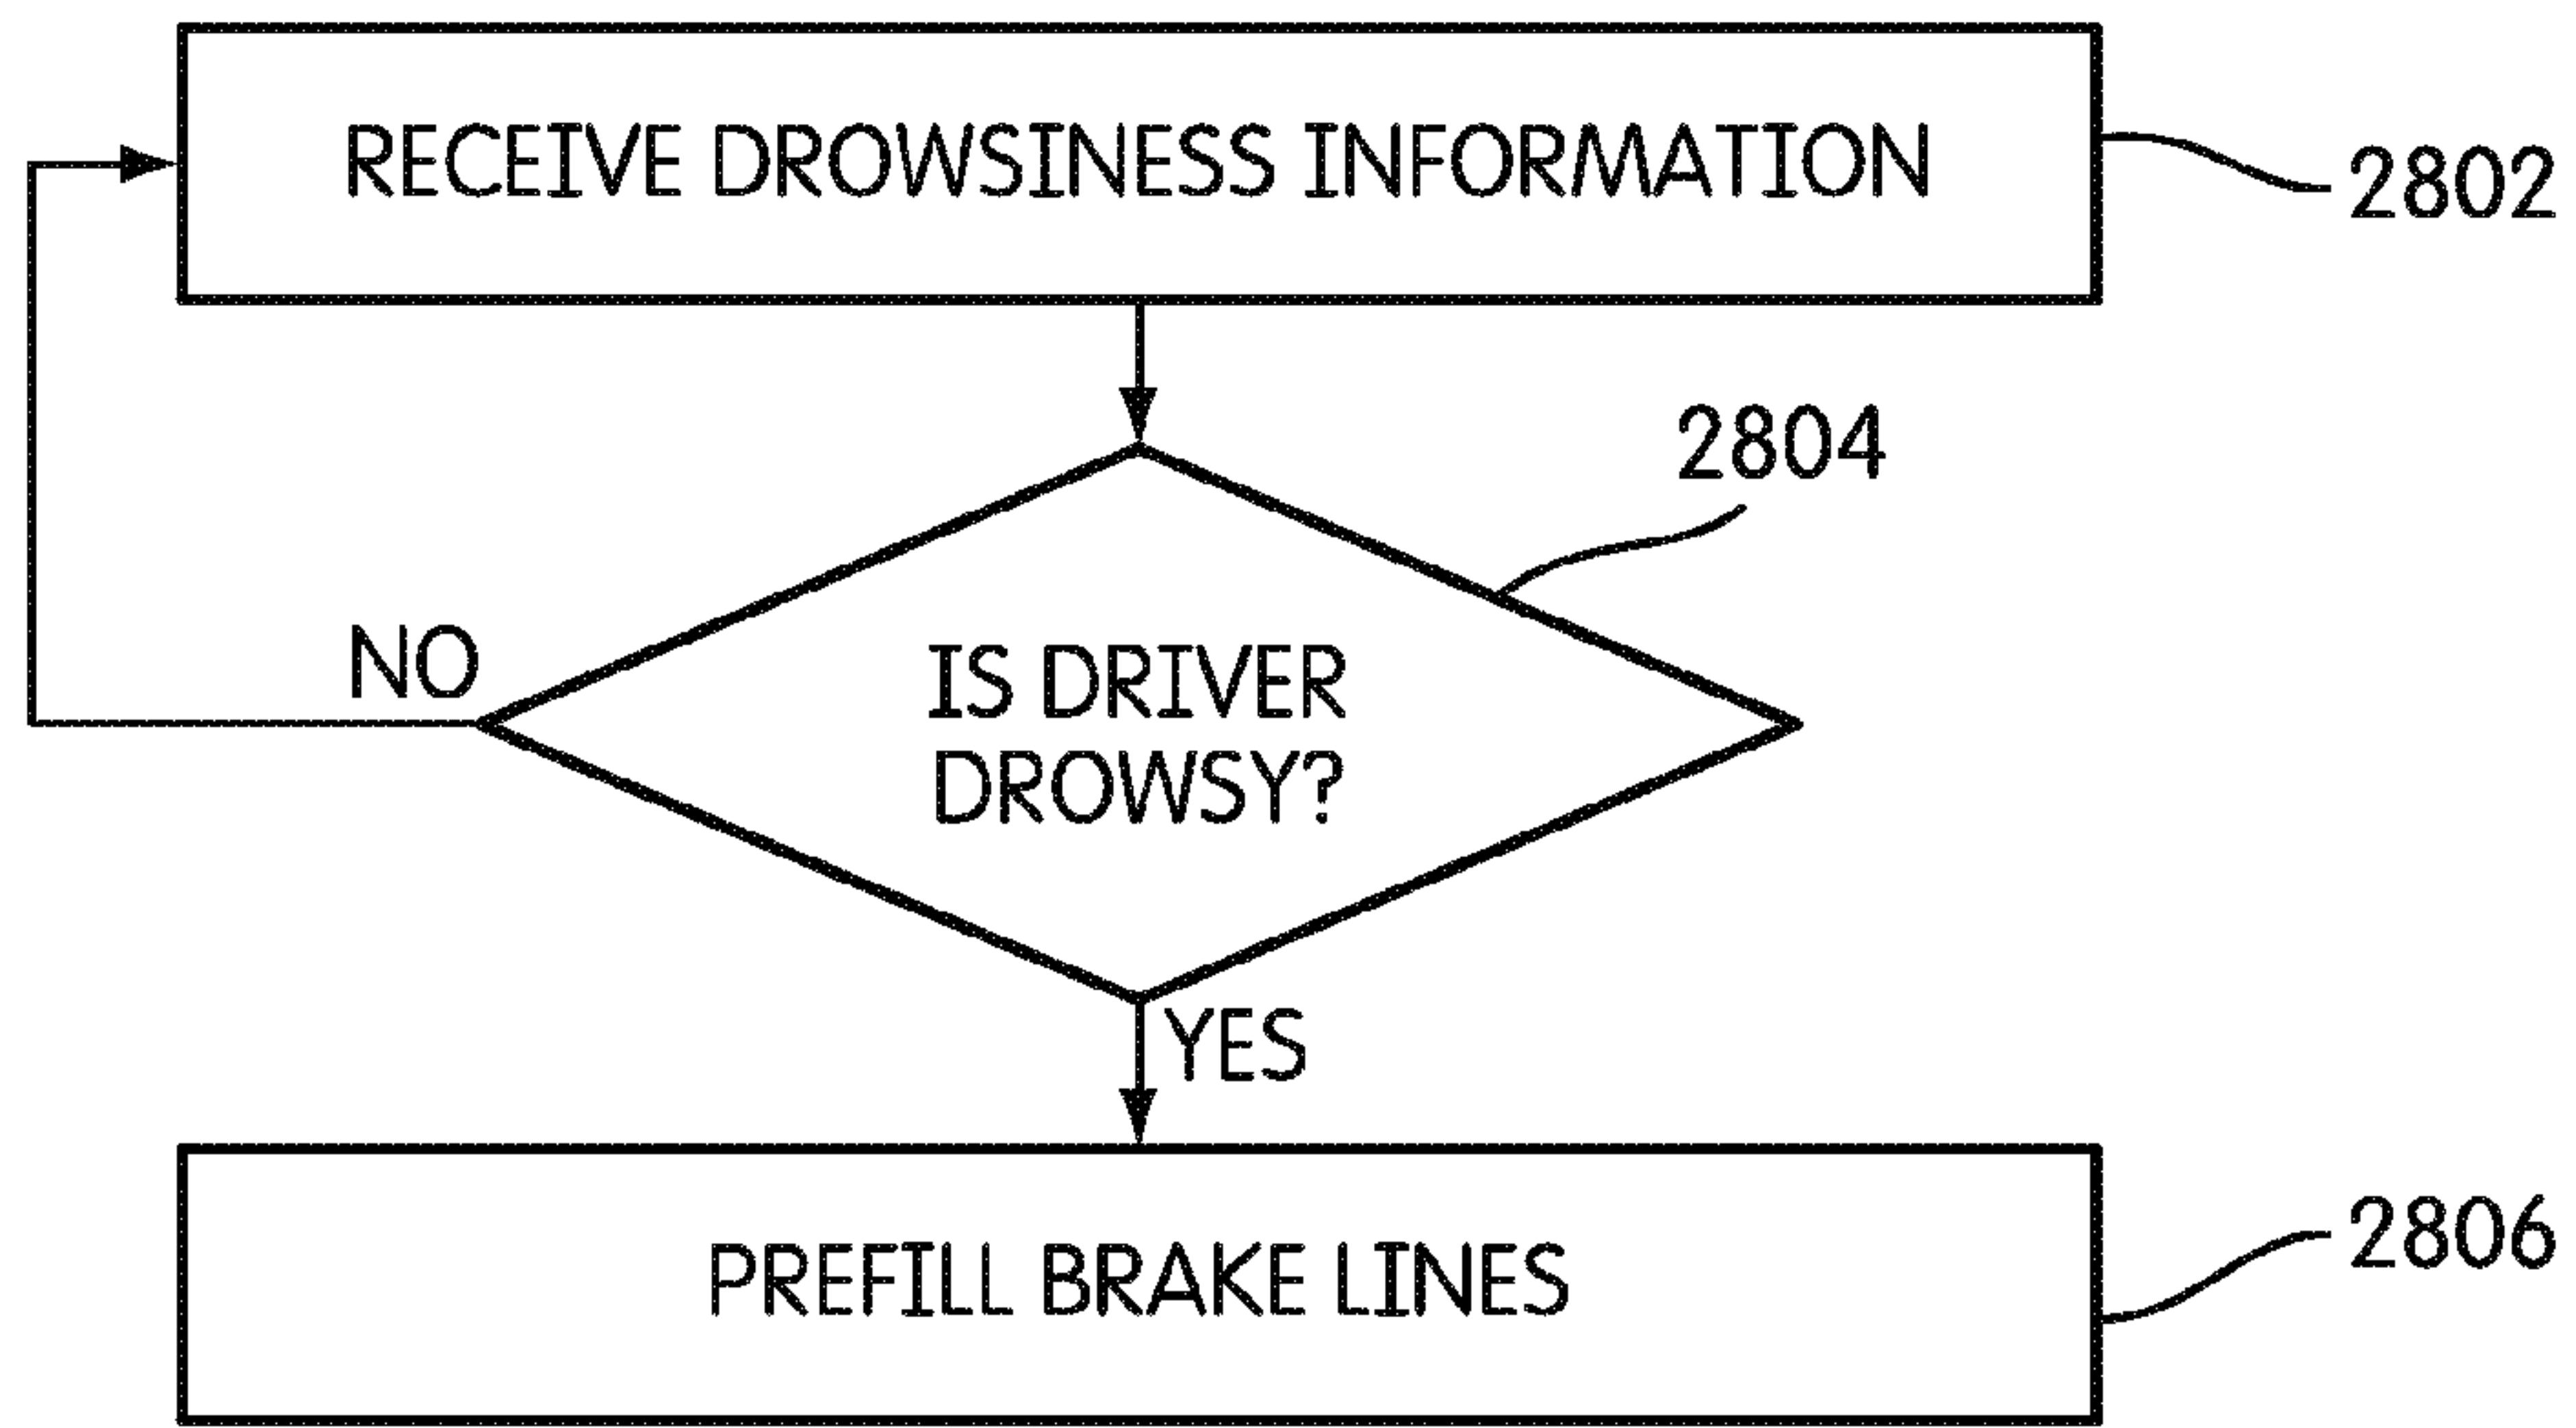 RECEIVE DROWSINESS INFORMATION
2802
2804
IS DRIVER
DROWSY?
NO
YES
PREFILL BRAKE LINES
2806